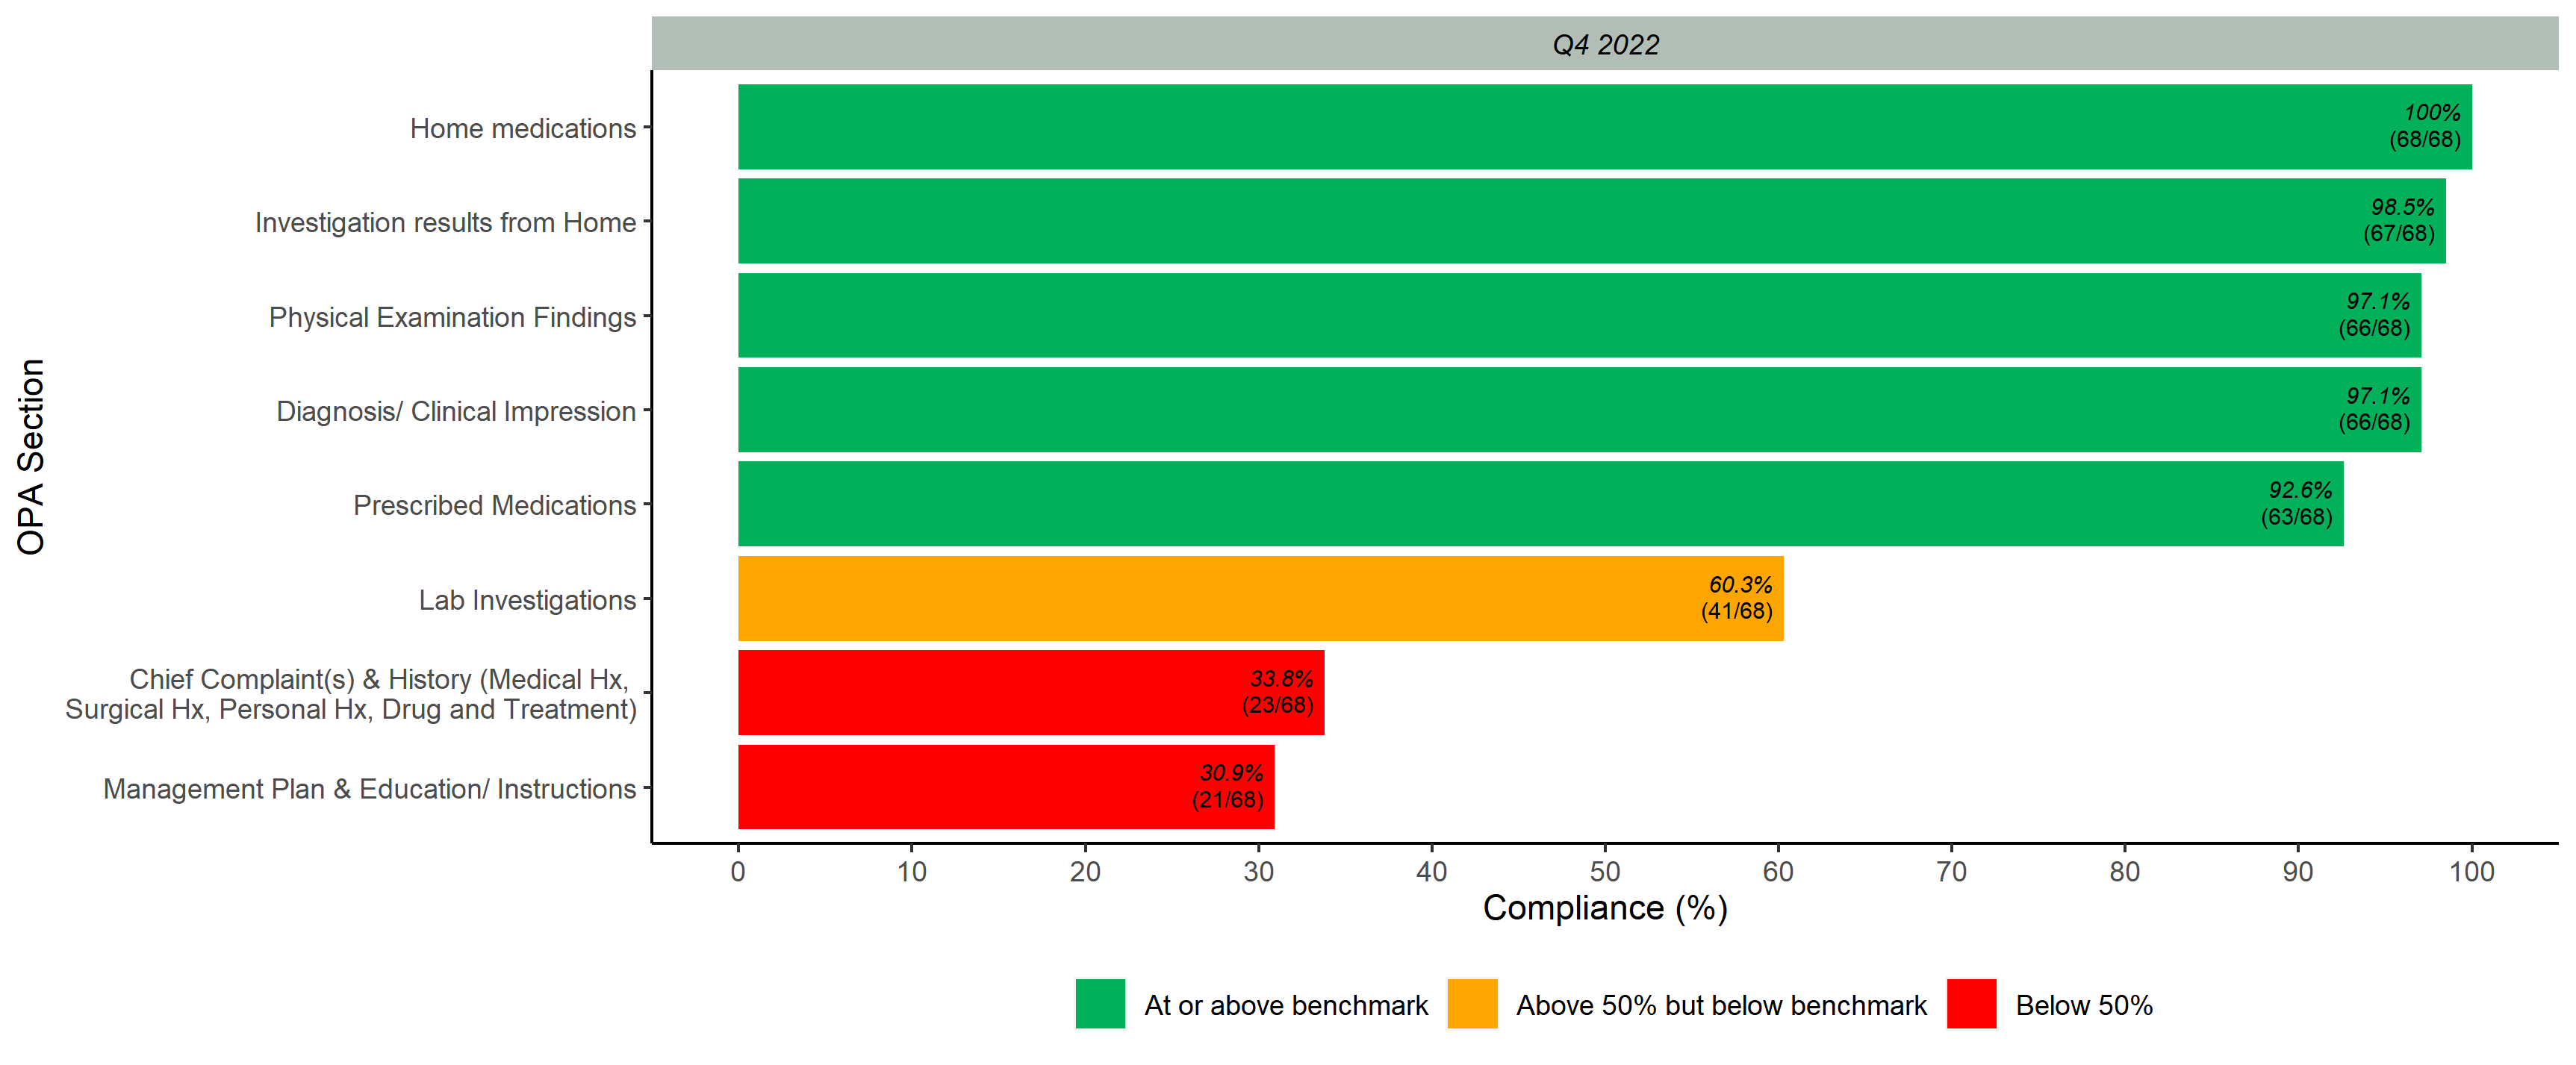 Q4 2022
OPA Section
Home medications
100%
(68/68)
Investigation results from Home
98.5%
(67/68)
Physical Examination Findings
97.1%
(66/68)
Diagnosis/ Clinical Impression
97.1%
(66/68)
Prescribed Medications
92.6%
(63/68)
Lab Investigations
60.3%
(41/68)
Chief Complaint(s) & History (Medical Hx,
Surgical Hx, Personal Hx, Drug and Treatment)
33.8%
(23/68)
Management Plan & Education/ Instructions
30.9%
(21/68)
0 10 20 30 40 50 60 70 80 90 100
Compliance (%)
At or above benchmark Above 50% but below benchmark Below 50%